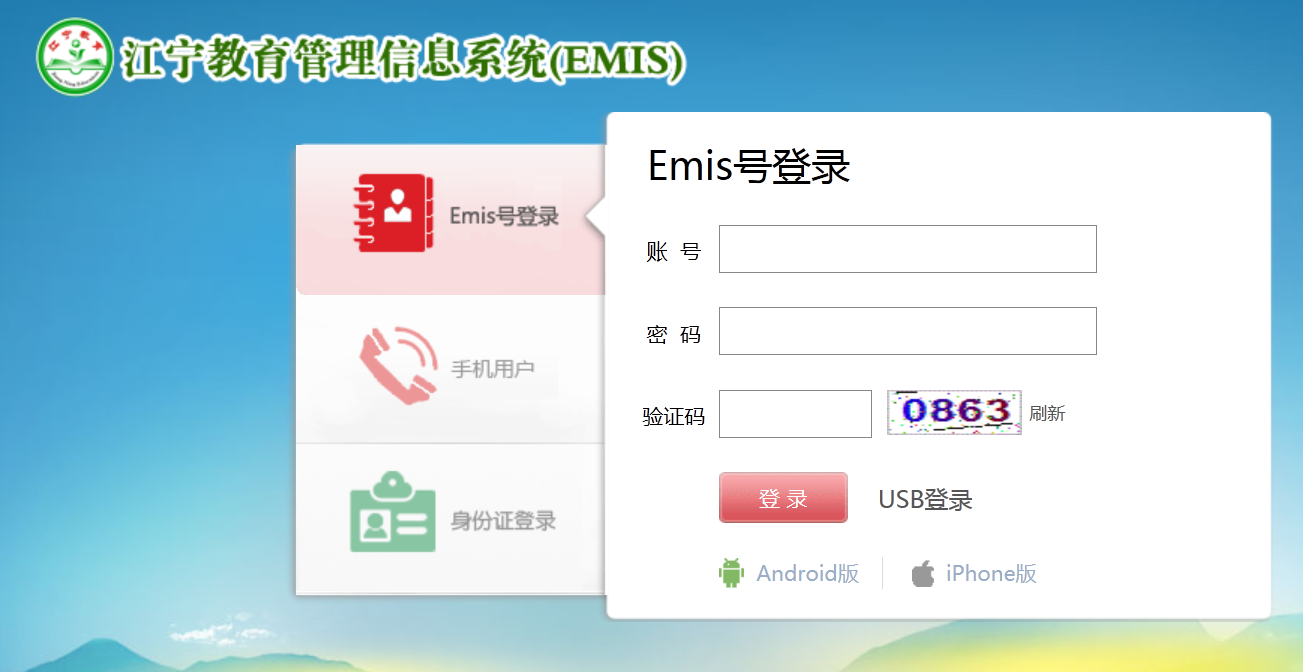 江宁教育管理信息系统(EMIS)
Emis号登录
手机用户
身份证登录
Emis号登录
账 号
密 码
验证码 0863 刷新
登 录 USB登录
Android版 iPhone版